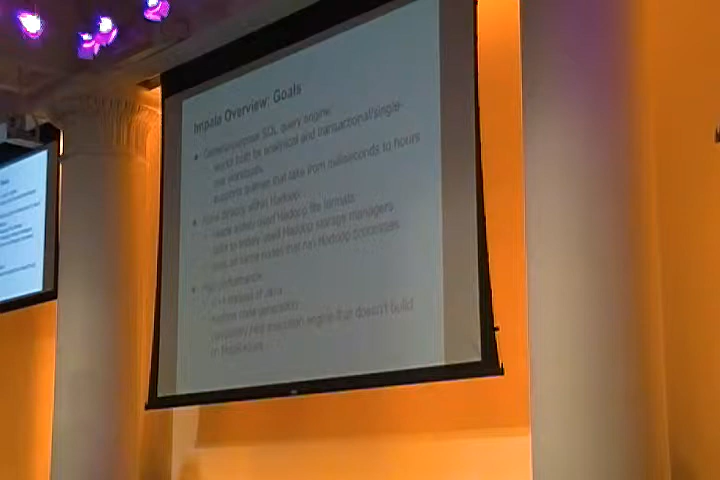 Impala Overview: Goals
General-purpose SQL query engine:
works both for analytical and transactional/single-
row workloads
supports queries that take from milliseconds to hours
Runs directly within Hadoop:
reads widely used Hadoop file formats
talks to widely used Hadoop storage managers
runs on same nodes that run Hadoop processes
High performance:
C++ instead of Java
runtime code generation
completely new execution engine that doesn't build
on MapReduce